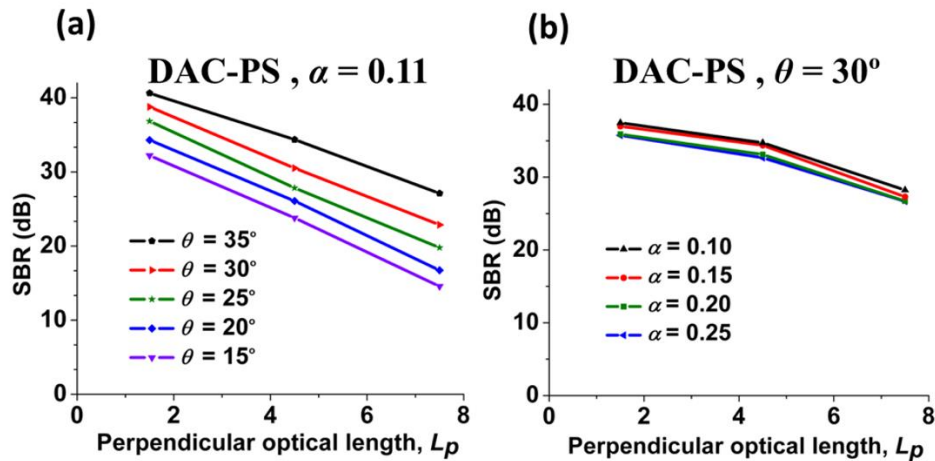 (a)
DAC-PS , α = 0.11
SBR (dB)
40
30
20
10
0
θ = 35°
θ = 30°
θ = 25°
θ = 20°
θ = 15°
0 2 4 6 8
Perpendicular optical length, Lp
(b)
DAC-PS , θ = 30º
SBR (dB)
40
30
20
10
0
α = 0.10
α = 0.15
α = 0.20
α = 0.25
0 2 4 6 8
Perpendicular optical length, Lp